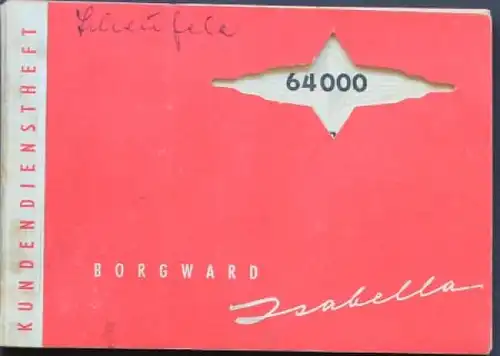 64000
KUNDENDIENSTHEFT
BORGWARD
Isabella